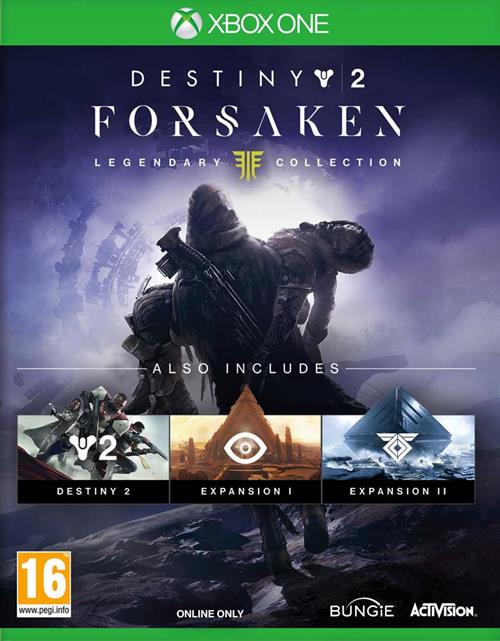 XBOX ONE
DESTINY 2
FORSAKEN
LEGENDARY COLLECTION
ALSO INCLUDES
2
DESTINY 2
EXPANSION I
EXPANSION II
16
www.pegi.info
ONLINE ONLY
BUNGiE
ACTIVISION